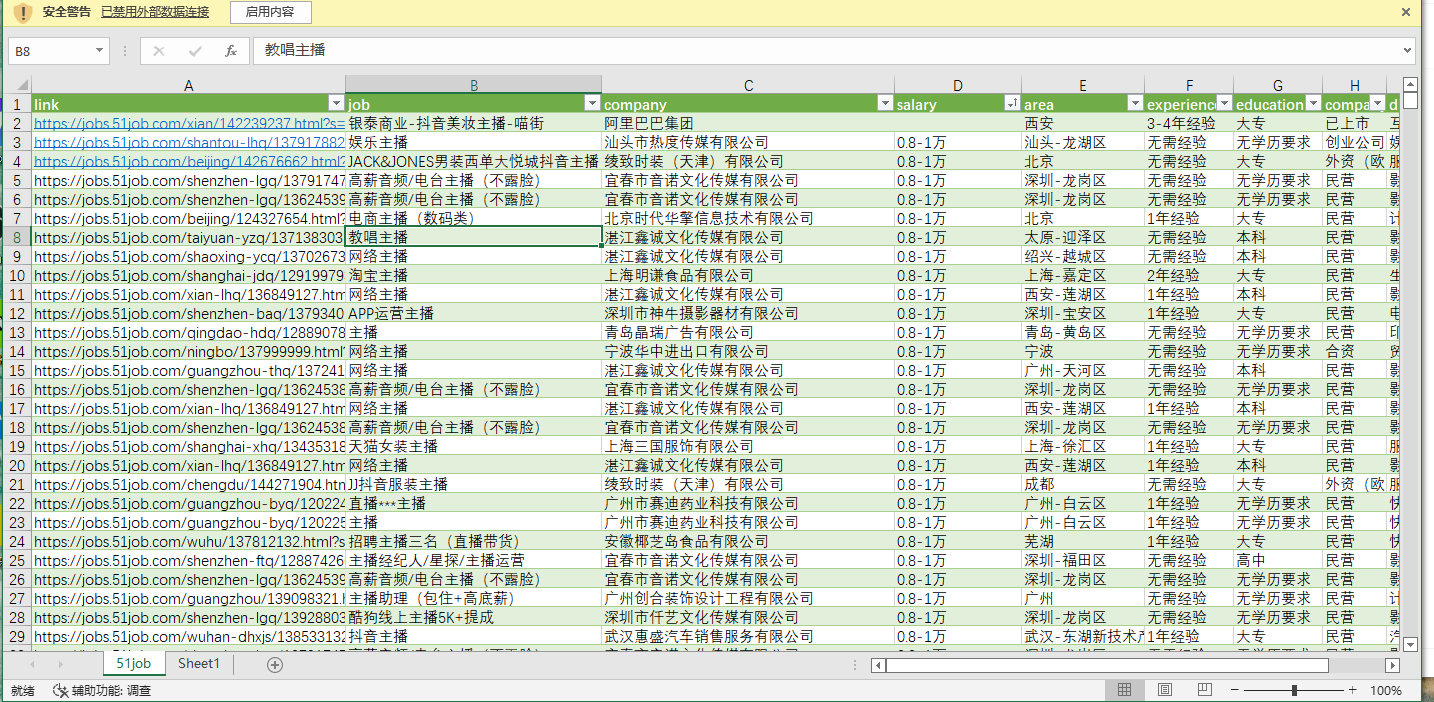 安全警告 已禁用外部数据连接 启用内容
B8 fx 教唱主播
A B C D E F G H I
1 link job company salary area experience education compa d
2 https://jobs.51job.com/xian/142239237.html?s= 银泰商业-抖音美妆主播-喵街 阿里巴巴集团 西安 3-4年经验 大专 已上市 互
3 https://jobs.51job.com/shantou-lhq/137917882 娱乐主播 汕头市热度传媒有限公司 0.8-1万 汕头-龙湖区 无需经验 无学历要求 创业公司 娱
4 https://jobs.51job.com/beijing/142676662.html? JACK&JONES男装西单大悦城抖音主播 绫致时装（天津）有限公司 0.8-1万 北京 无需经验 大专 外资（欧 服
5 https://jobs.51job.com/shenzhen-lgq/13791747 高薪音频/电台主播（不露脸） 宜春市音诺文化传媒有限公司 0.8-1万 深圳-龙岗区 无需经验 无学历要求 民营 影
6 https://jobs.51job.com/shenzhen-lgq/13624539 高薪音频/电台主播（不露脸） 宜春市音诺文化传媒有限公司 0.8-1万 深圳-龙岗区 无需经验 无学历要求 民营 影
7 https://jobs.51job.com/beijing/124327654.html? 电商主播（数码类） 北京时代华擎信息技术有限公司 0.8-1万 北京 1年经验 大专 民营 计
8 https://jobs.51job.com/taiyuan-yzq/137138303 教唱主播 湛江鑫诚文化传媒有限公司 0.8-1万 太原-迎泽区 无需经验 本科 民营 影
9 https://jobs.51job.com/shaoxing-ycq/13702673 网络主播 湛江鑫诚文化传媒有限公司 0.8-1万 绍兴-越城区 无需经验 本科 民营 影
10 https://jobs.51job.com/shanghai-jdq/12919979 淘宝主播 上海明谦食品有限公司 0.8-1万 上海-嘉定区 2年经验 大专 民营 生
11 https://jobs.51job.com/xian-lhq/136849127.htm 网络主播 湛江鑫诚文化传媒有限公司 0.8-1万 西安-莲湖区 1年经验 本科 民营 影
12 https://jobs.51job.com/shenzhen-baq/1379340 APP运营主播 深圳市神牛摄影器材有限公司 0.8-1万 深圳-宝安区 1年经验 大专 民营 电
13 https://jobs.51job.com/qingdao-hdq/12889078 主播 青岛晶瑞广告有限公司 0.8-1万 青岛-黄岛区 无需经验 无学历要求 民营 印
14 https://jobs.51job.com/ningbo/137999999.html? 网络主播 宁波华中进出口有限公司 0.8-1万 宁波 无需经验 无学历要求 合资 贸
15 https://jobs.51job.com/guangzhou-thq/137241 网络主播 湛江鑫诚文化传媒有限公司 0.8-1万 广州-天河区 无需经验 本科 民营 影
16 https://jobs.51job.com/shenzhen-lgq/13624538 高薪音频/电台主播（不露脸） 宜春市音诺文化传媒有限公司 0.8-1万 深圳-龙岗区 无需经验 无学历要求 民营 影
17 https://jobs.51job.com/xian-lhq/136849127.htm 网络主播 湛江鑫诚文化传媒有限公司 0.8-1万 西安-莲湖区 1年经验 本科 民营 影
18 https://jobs.51job.com/shenzhen-lgq/13624538 高薪音频/电台主播（不露脸） 宜春市音诺文化传媒有限公司 0.8-1万 深圳-龙岗区 无需经验 无学历要求 民营 影
19 https://jobs.51job.com/shanghai-xhq/13435318 天猫女装主播 上海三国服饰有限公司 0.8-1万 上海-徐汇区 1年经验 大专 民营 服
20 https://jobs.51job.com/xian-lhq/136849127.htm 网络主播 湛江鑫诚文化传媒有限公司 0.8-1万 西安-莲湖区 1年经验 本科 民营 影
21 https://jobs.51job.com/chengdu/144271904.htm JJ抖音服装主播 绫致时装（天津）有限公司 0.8-1万 成都 无需经验 大专 外资（欧 服
22 https://jobs.51job.com/guangzhou-byq/120224 直播***主播 广州市赛迪药业科技有限公司 0.8-1万 广州-白云区 1年经验 无学历要求 民营 快
23 https://jobs.51job.com/guangzhou-byq/120225 主播 广州市赛迪药业科技有限公司 0.8-1万 广州-白云区 1年经验 无学历要求 民营 快
24 https://jobs.51job.com/wuhu/137812132.html?s 招聘主播三名（直播带货） 安徽椰芝岛食品有限公司 0.8-1万 芜湖 1年经验 大专 民营 快
25 https://jobs.51job.com/shenzhen-ftq/12887426 主播经纪人/星探/主播运营 宜春市音诺文化传媒有限公司 0.8-1万 深圳-福田区 无需经验 高中 民营 影
26 https://jobs.51job.com/shenzhen-lgq/13624539 高薪音频/电台主播（不露脸） 宜春市音诺文化传媒有限公司 0.8-1万 深圳-龙岗区 无需经验 无学历要求 民营 影
27 https://jobs.51job.com/guangzhou/139098321.h 主播助理（包住+高底薪） 广州创合装饰设计工程有限公司 0.8-1万 广州 无需经验 无学历要求 民营 计
28 https://jobs.51job.com/shenzhen-lgq/13928803 酷狗线上主播5K+提成 深圳市仟艺文化传媒有限公司 0.8-1万 深圳-龙岗区 无需经验 无学历要求 民营 影
29 https://jobs.51job.com/wuhan-dhxjs/138533132 抖音主播 武汉惠盛汽车销售服务有限公司 0.8-1万 武汉-东湖新技术产 1年经验 大专 民营 汽
51job Sheet1
就绪 辅助功能: 调查 100%